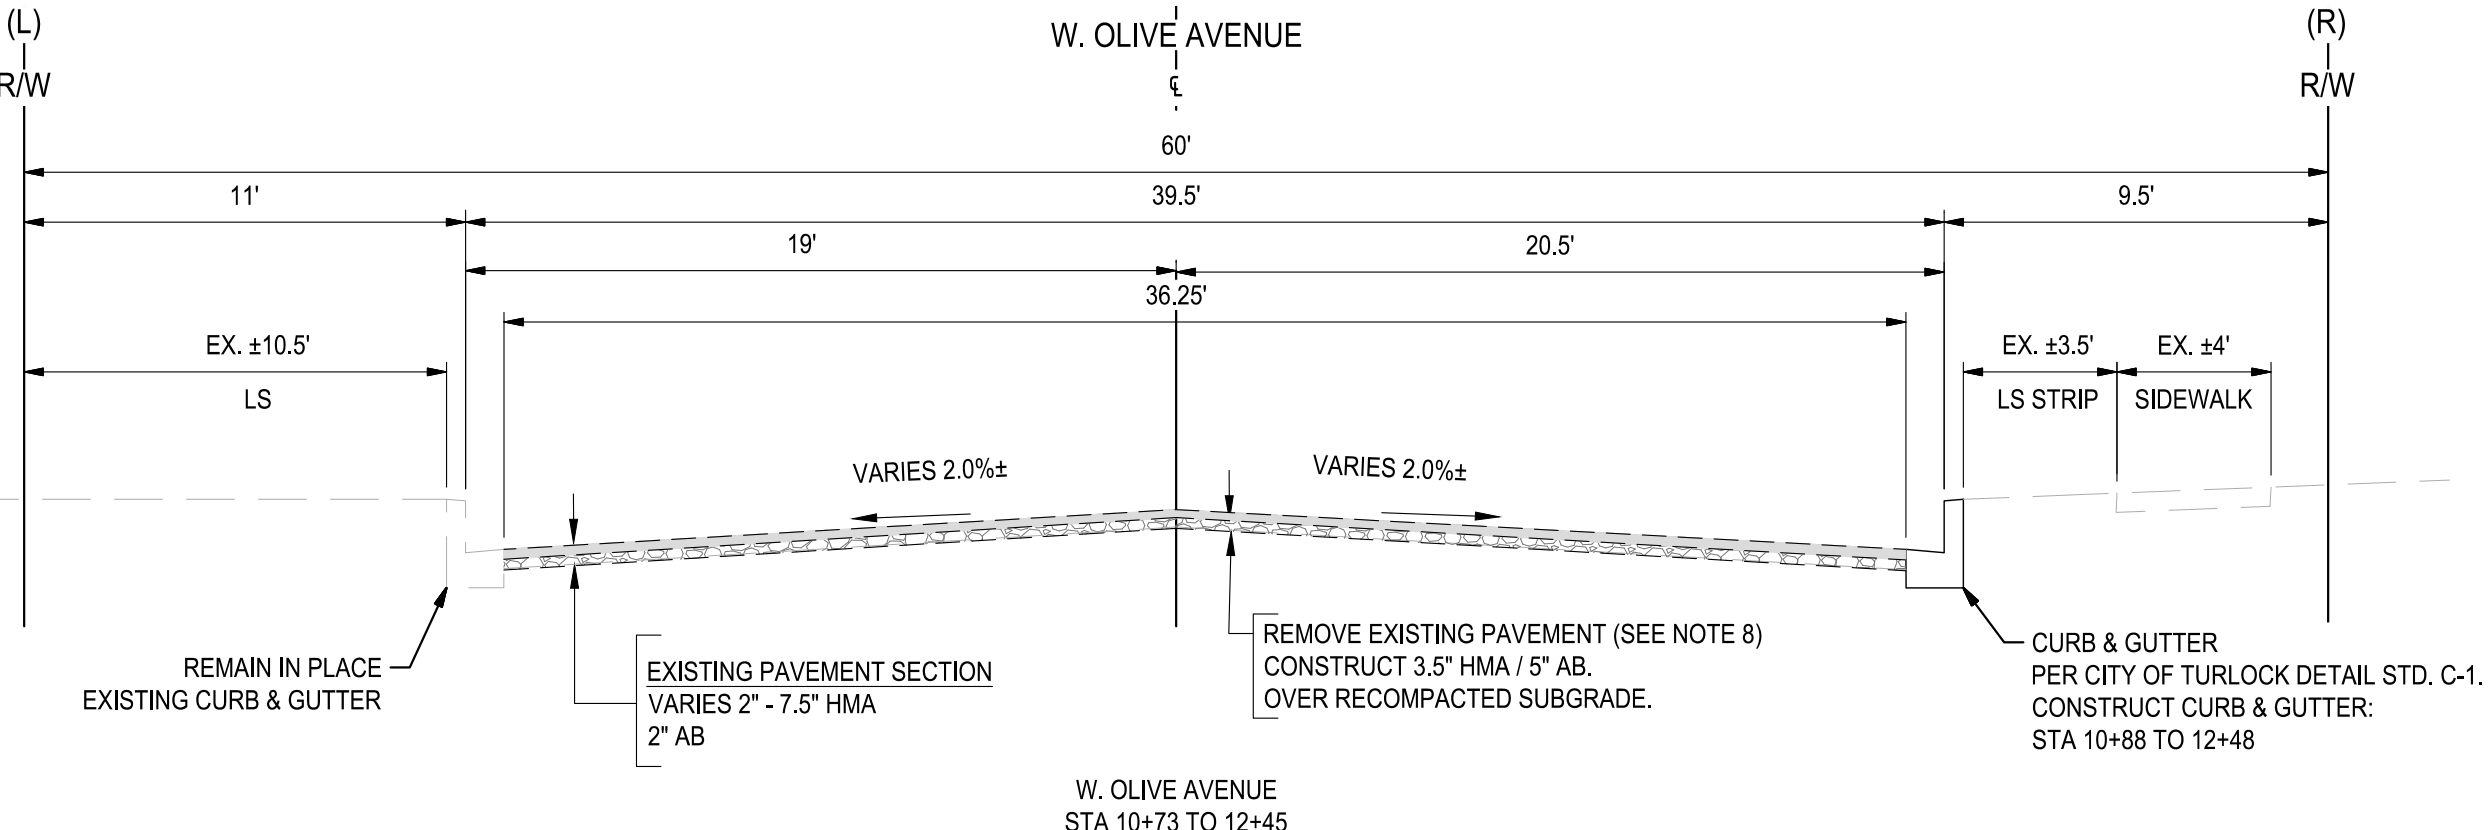 (L)
W. OLIVE AVENUE
(R)
R/W
℄
R/W
60'
11'
39.5'
9.5'
19'
20.5'
36.25'
EX. ±10.5'
LS
EX. ±3.5'
LS STRIP
EX. ±4'
SIDEWALK
VARIES 2.0%±
VARIES 2.0%±
REMAIN IN PLACE
EXISTING CURB & GUTTER
EXISTING PAVEMENT SECTION
VARIES 2" - 7.5" HMA
2" AB
REMOVE EXISTING PAVEMENT (SEE NOTE 8)
CONSTRUCT 3.5" HMA / 5" AB.
OVER RECOMPACTED SUBGRADE.
CURB & GUTTER
PER CITY OF TURLOCK DETAIL STD. C-1.
CONSTRUCT CURB & GUTTER:
STA 10+88 TO 12+48
W. OLIVE AVENUE
STA 10+73 TO 12+45